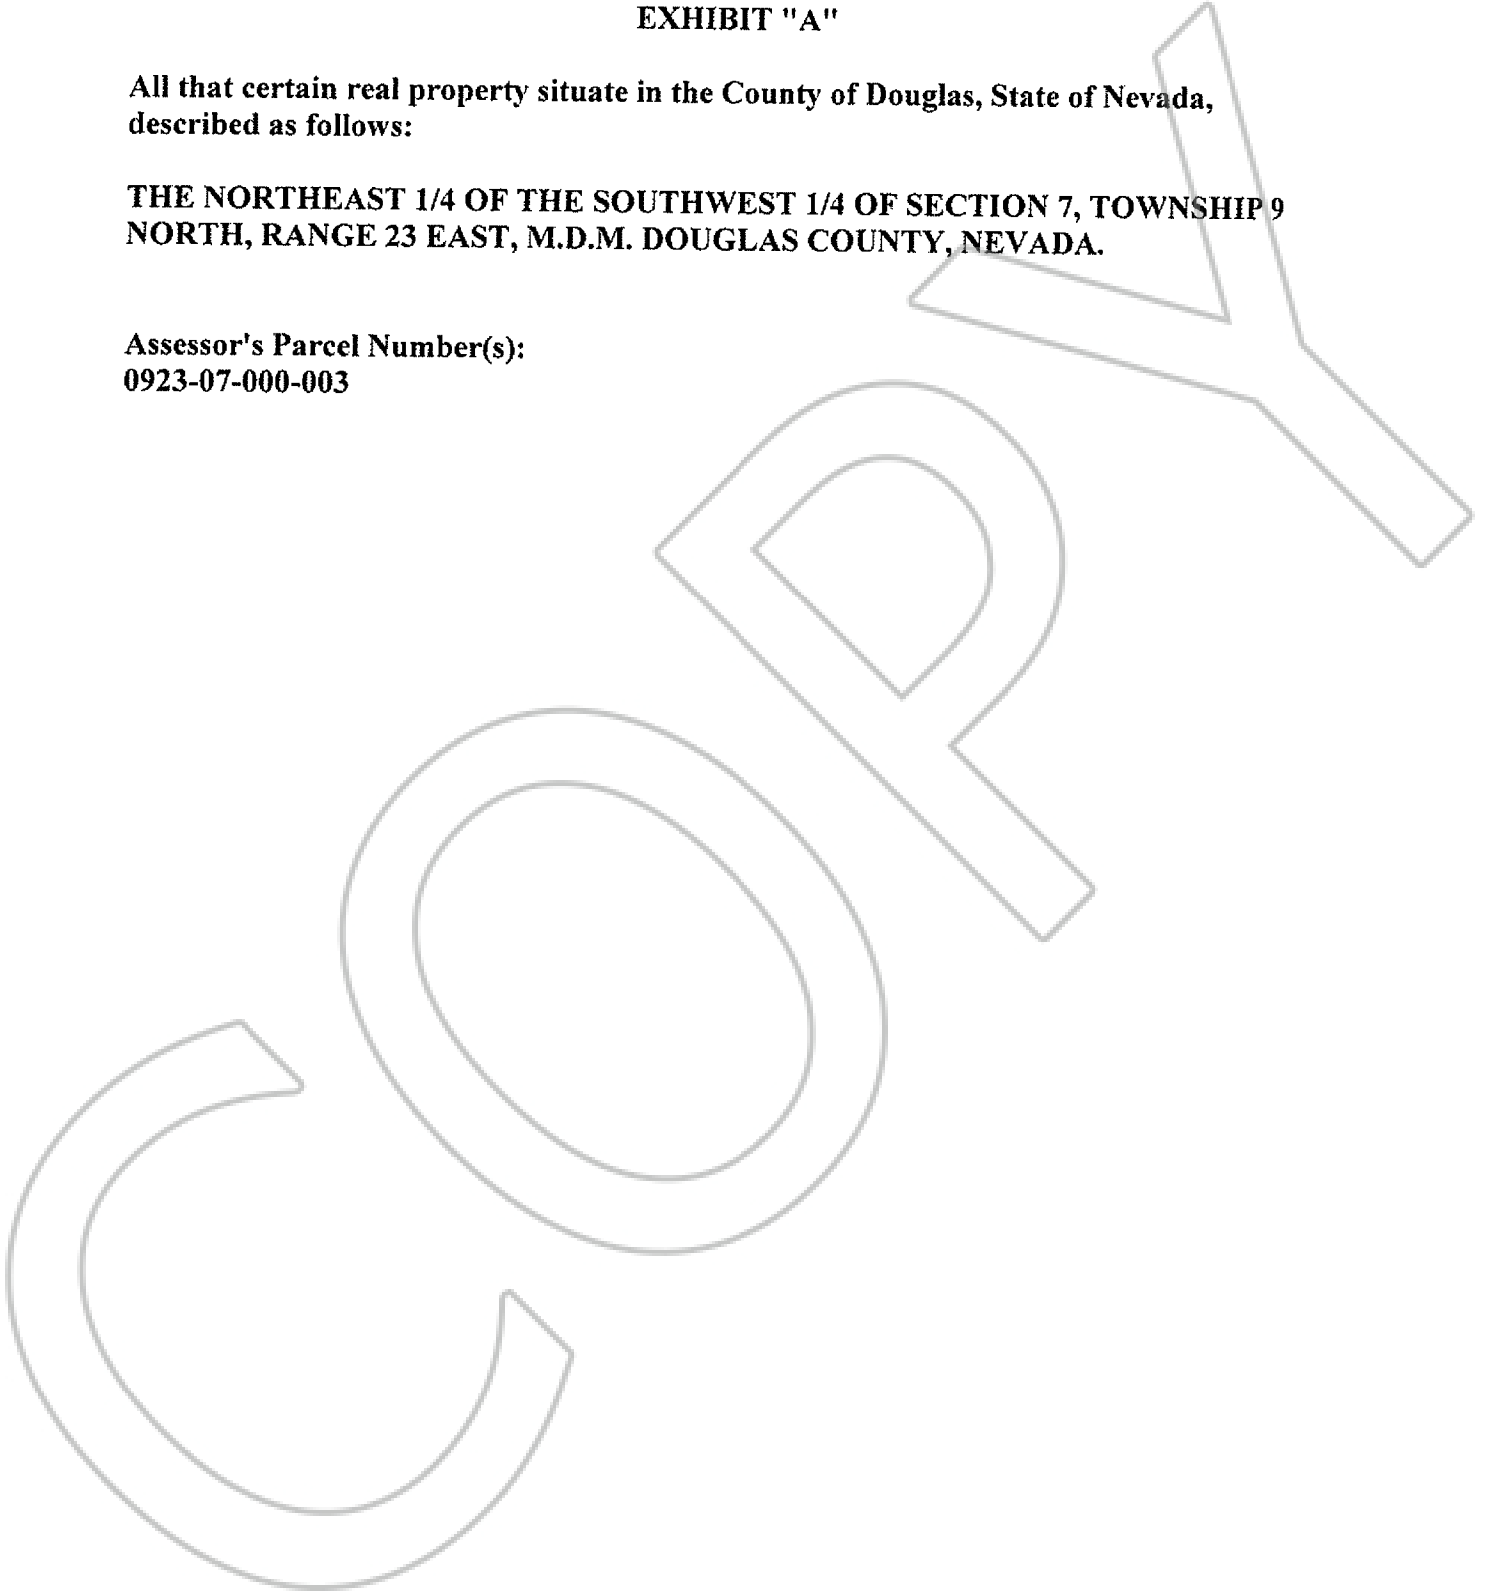 EXHIBIT "A"
All that certain real property situate in the County of Douglas, State of Nevada,
described as follows:
THE NORTHEAST 1/4 OF THE SOUTHWEST 1/4 OF SECTION 7, TOWNSHIP 9
NORTH, RANGE 23 EAST, M.D.M. DOUGLAS COUNTY, NEVADA.
Assessor's Parcel Number(s):
0923-07-000-003
COPY